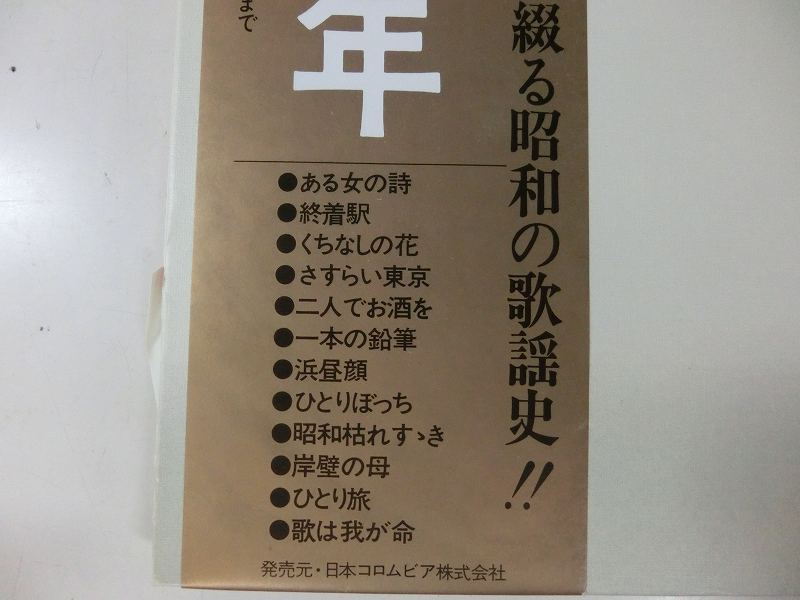 綴る昭和の歌謡史!!
年
まで
●ある女の詩
●終着駅
●くちなしの花
●さすらい東京
●二人でお酒を
●一本の鉛筆
●浜昼顔
●ひとりぼっち
●昭和枯れすゝき
●岸壁の母
●ひとり旅
●歌は我が命
発売元・日本コロムビア株式会社